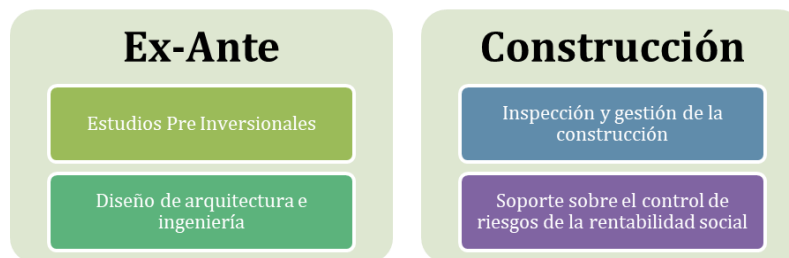 Ex-Ante
Estudios Pre Inversionales
Diseño de arquitectura e
ingeniería
Construcción
Inspección y gestión de la
construcción
Soporte sobre el control de
riesgos de la rentabilidad social